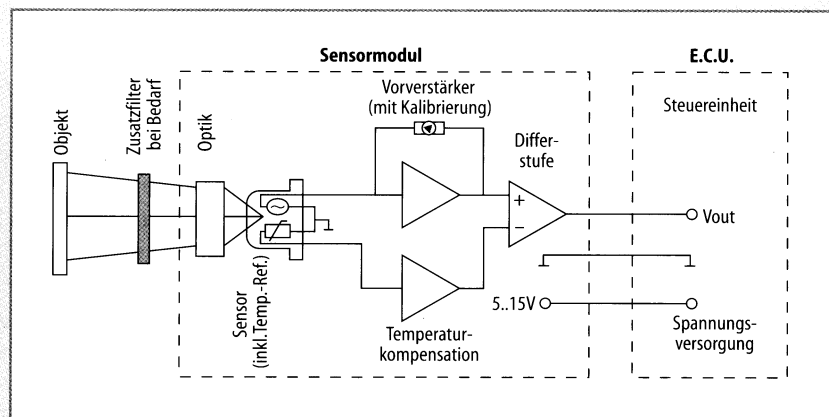 Sensormodul
E.C.U.
Objekt
Zusatzfilter
bei Bedarf
Optik
Vorverstärker
(mit Kalibrierung)
Differ-
stufe
Steuereinheit
+
−
Vout
Sensor
(inkl.Temp.-Ref.)
Temperatur-
kompensation
5..15V
Spannungs-
versorgung